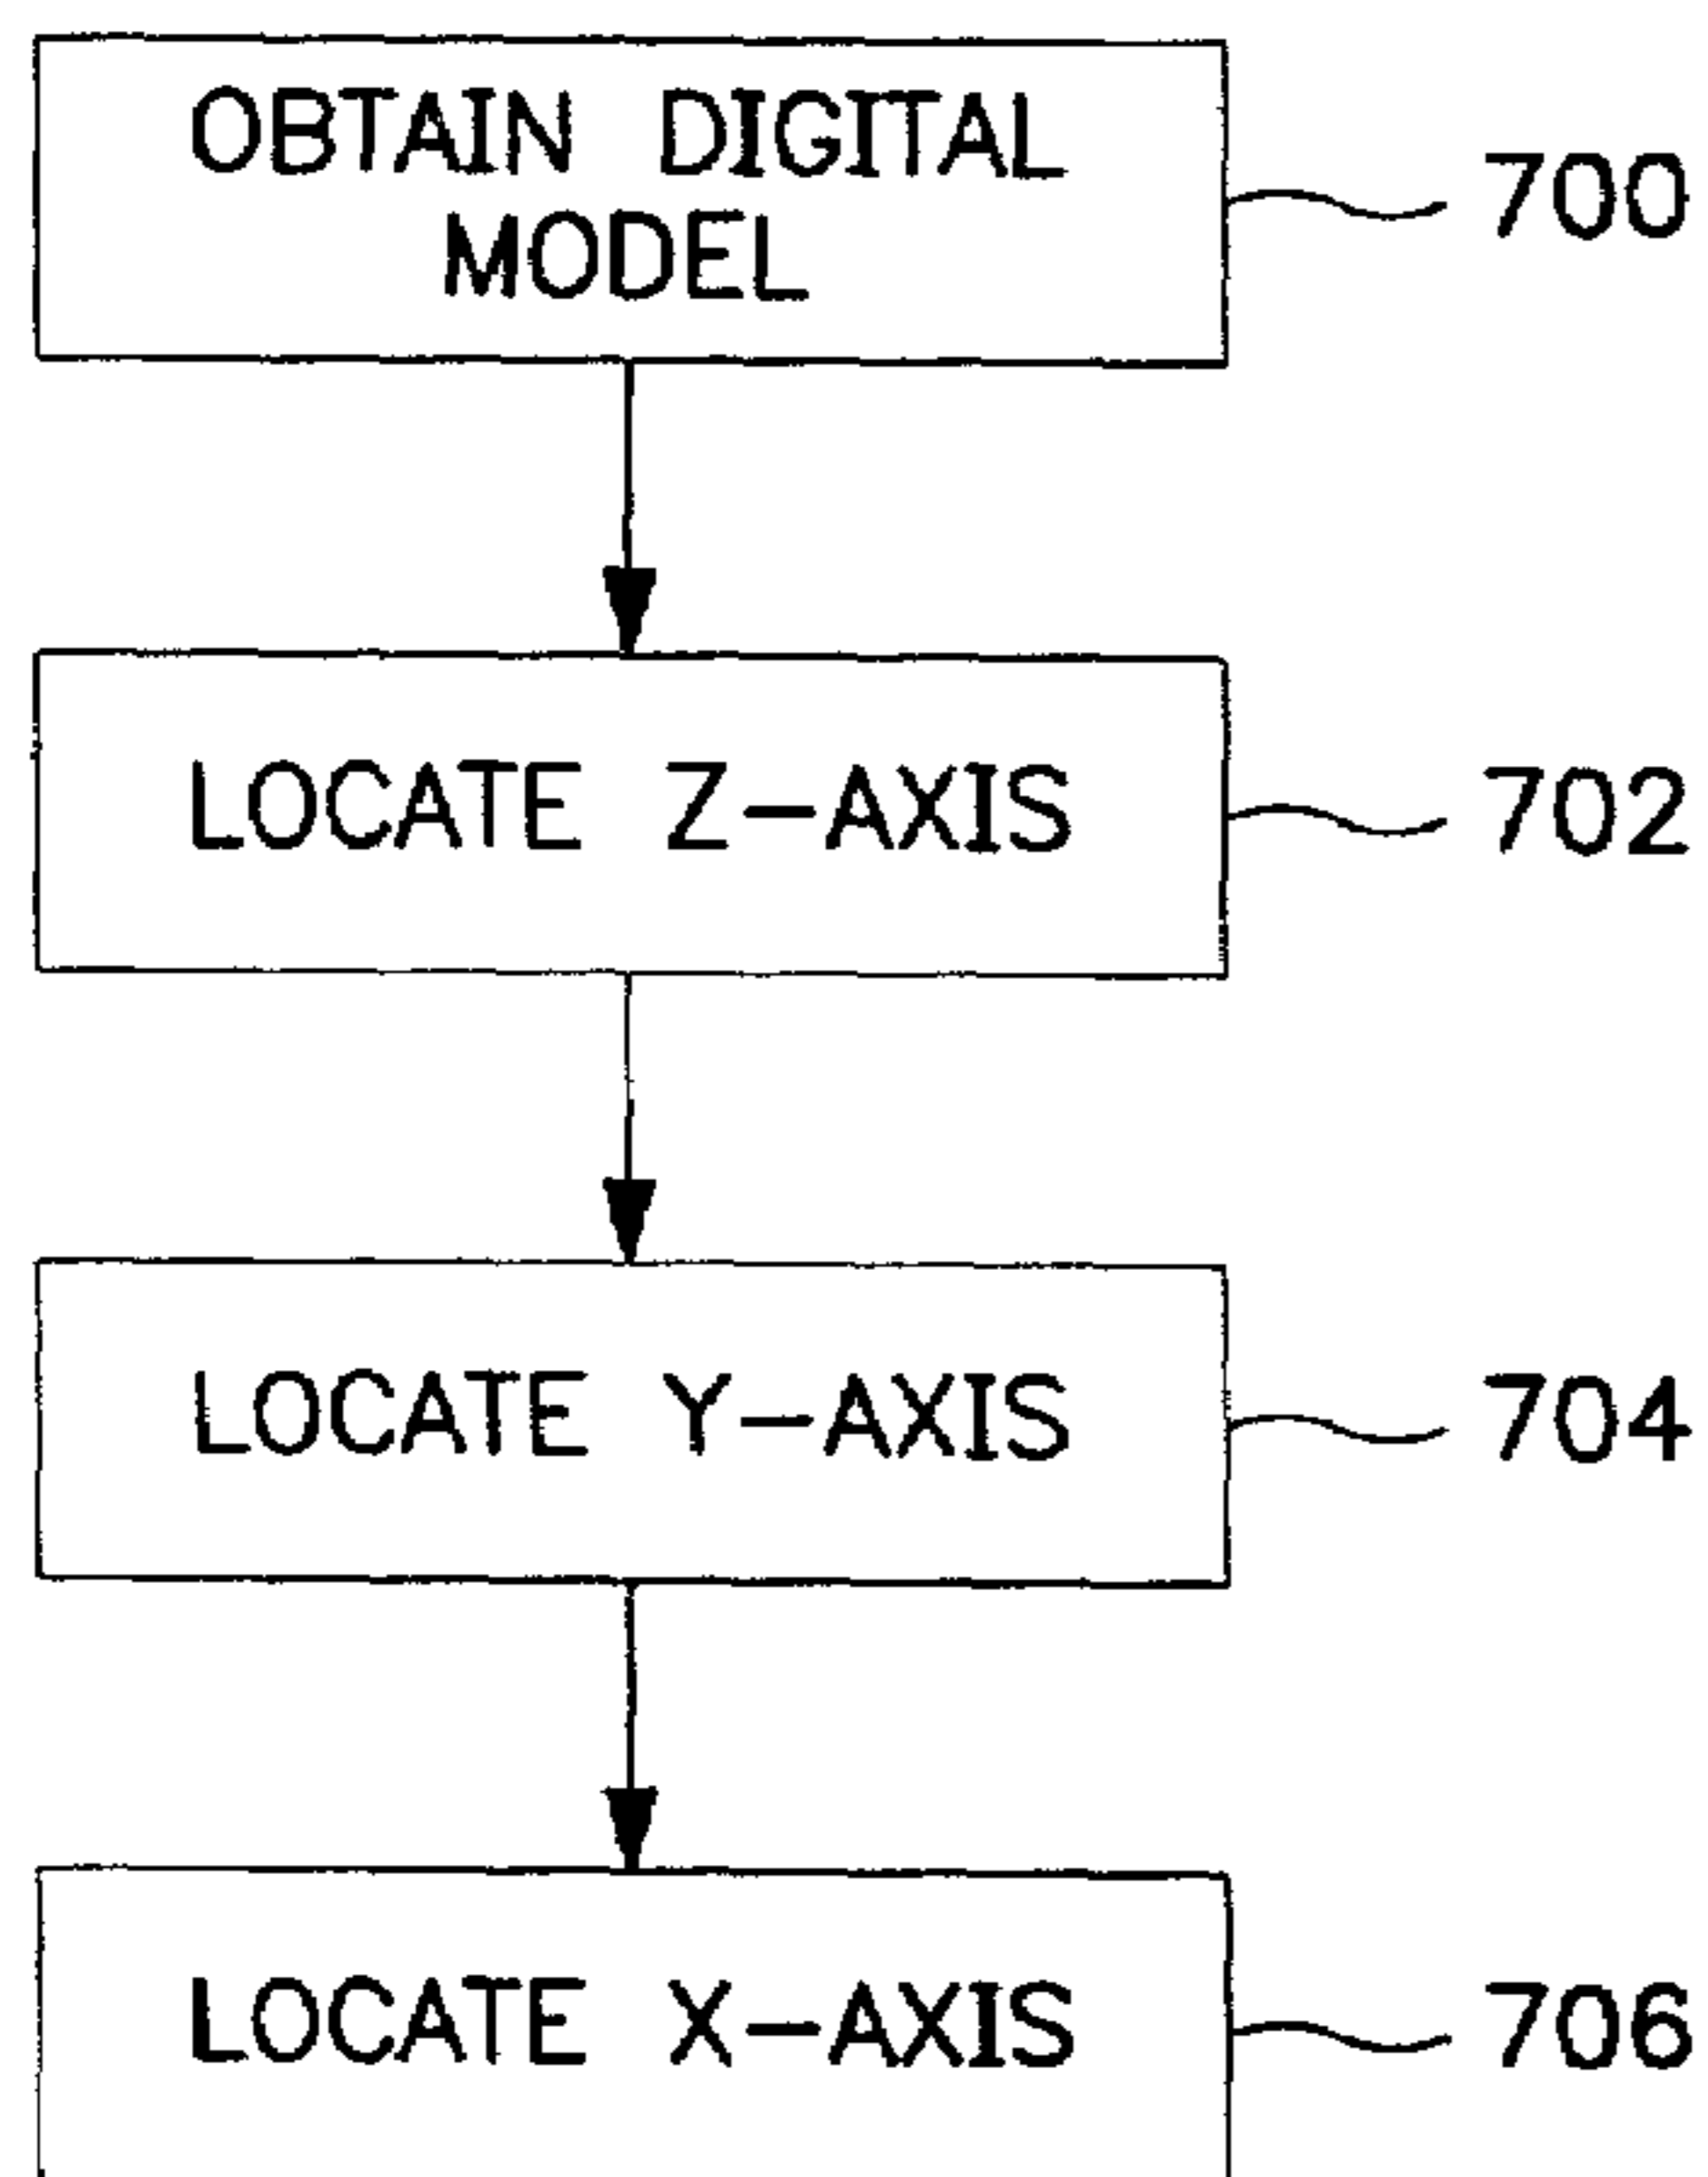 OBTAIN DIGITAL
MODEL
700
LOCATE Z-AXIS
702
LOCATE Y-AXIS
704
LOCATE X-AXIS
706